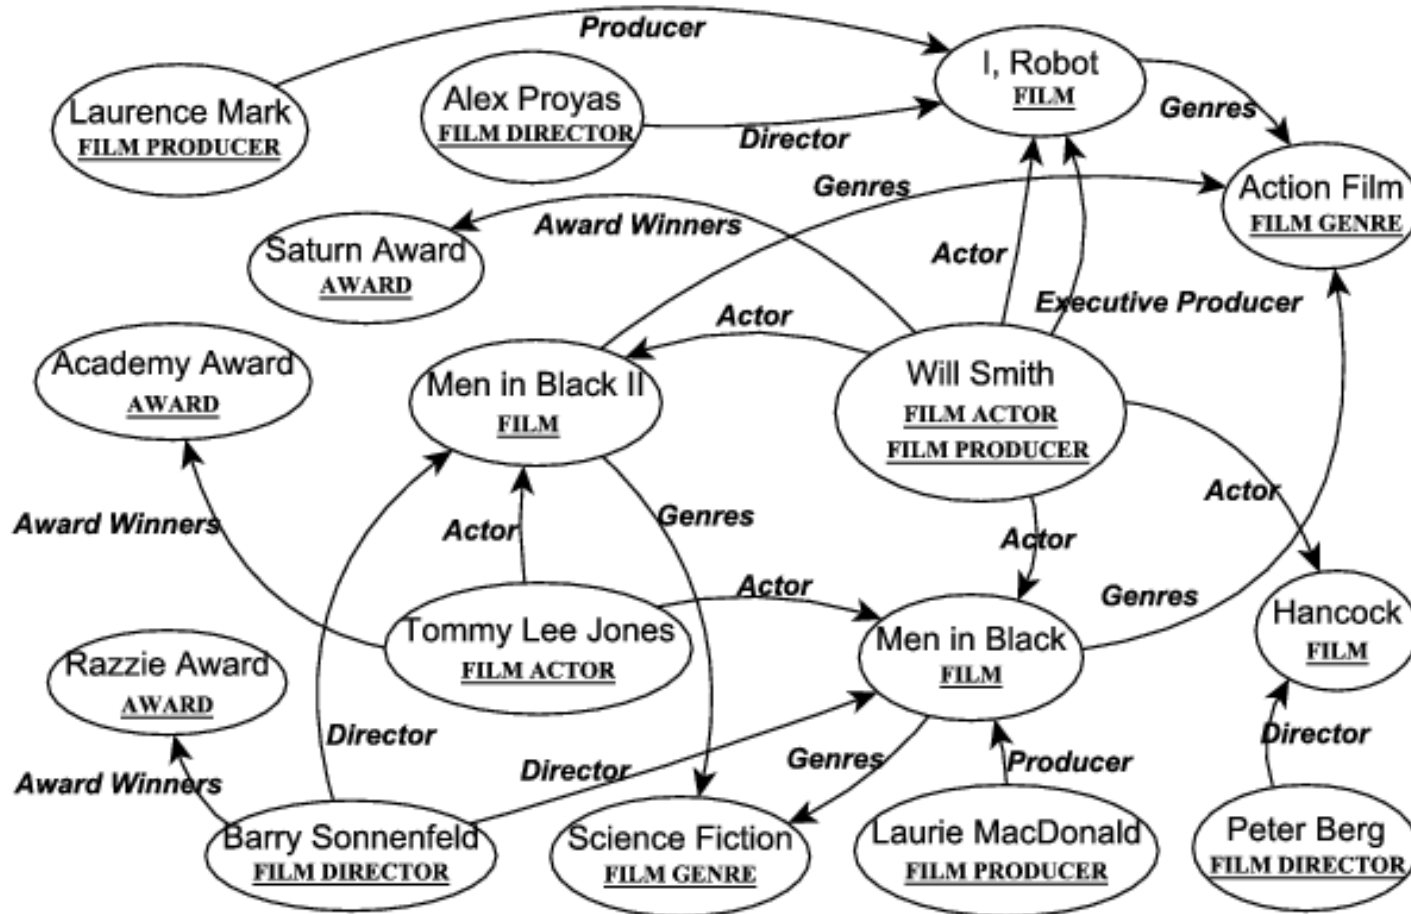 Producer
I, Robot
FILM
Laurence Mark
FILM PRODUCER
Alex Proyas
FILM DIRECTOR
Director
Genres
Genres
Action Film
FILM GENRE
Saturn Award
AWARD
Award Winners
Actor
Executive Producer
Actor
Academy Award
AWARD
Men in Black II
FILM
Will Smith
FILM ACTOR
FILM PRODUCER
Award Winners
Actor
Genres
Actor
Actor
Actor
Genres
Tommy Lee Jones
FILM ACTOR
Men in Black
FILM
Hancock
FILM
Razzie Award
AWARD
Director
Director
Genres
Producer
Director
Award Winners
Barry Sonnenfeld
FILM DIRECTOR
Science Fiction
FILM GENRE
Laurie MacDonald
FILM PRODUCER
Peter Berg
FILM DIRECTOR